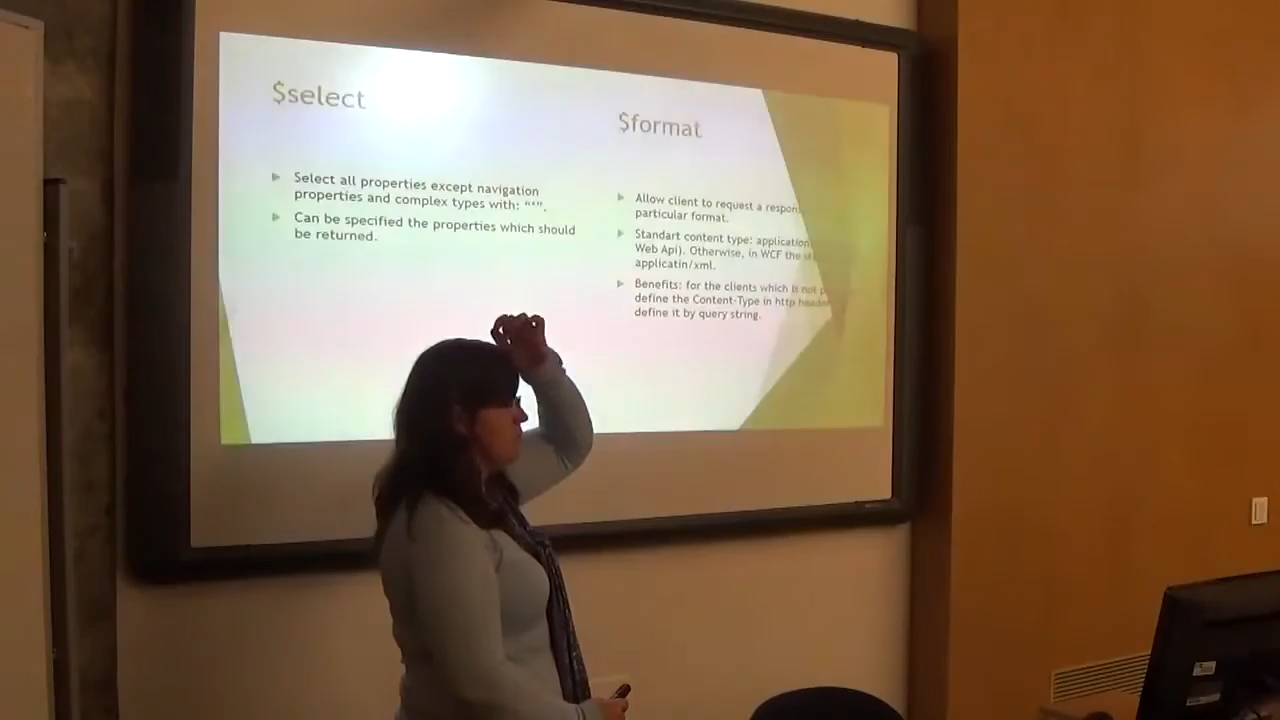 $select
Select all properties except navigation
properties and complex types with: "*".
Can be specified the properties which should
be returned.
$format
Allow client to request a respon
particular format.
Standart content type: application
Web Api). Otherwise, in WCF the
applicatin/xml.
Benefits: for the clients which is not
define the Content-Type in http header
define it by query string.